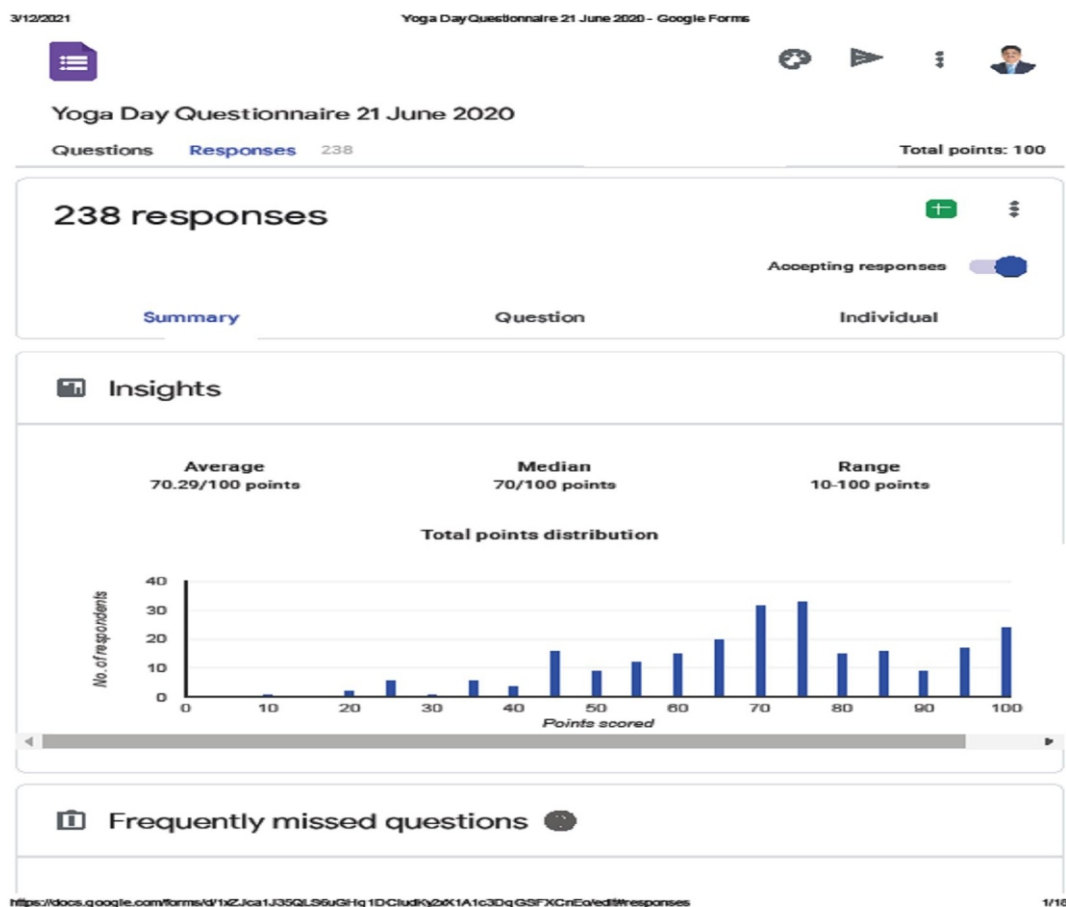 3/12/2021 Yoga Day Questionnaire 21 June 2020 - Google Forms
Yoga Day Questionnaire 21 June 2020
Questions Responses 238 Total points: 100
238 responses
Accepting responses
Summary Question Individual
Insights
Average Median Range
70.29/100 points 70/100 points 10-100 points
Total points distribution
No. of respondents
40
30
20
10
0
0 10 20 30 40 50 60 70 80 90 100
Points scored
Frequently missed questions
1/18